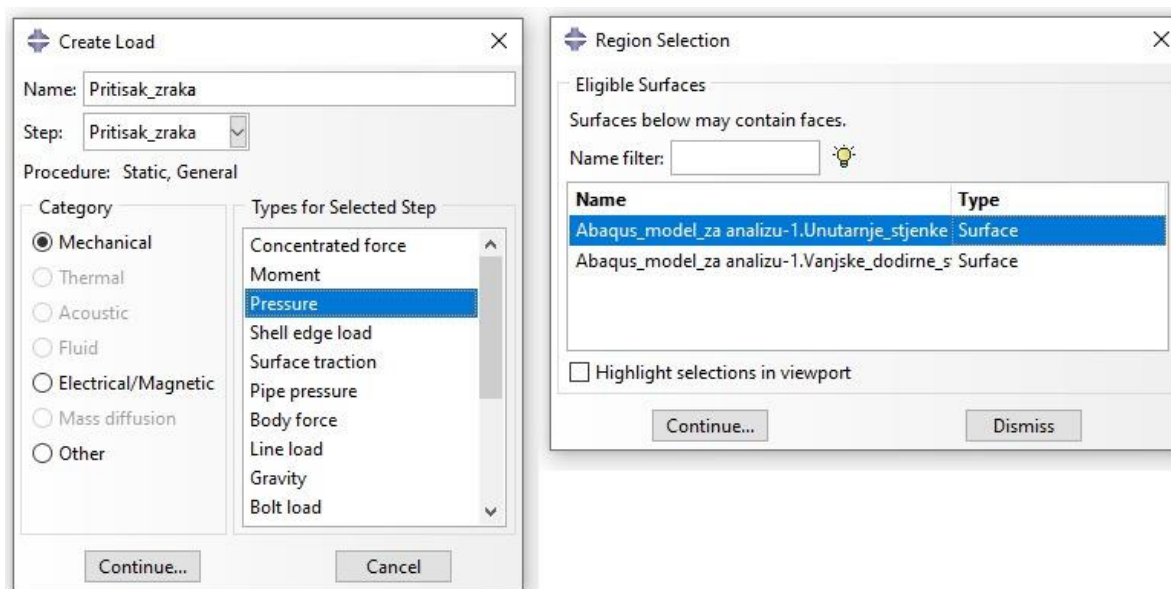 Create Load
Name: Pritisak_zraka
Step: Pritisak_zraka
Procedure: Static, General
Category
Mechanical
Thermal
Acoustic
Fluid
Electrical/Magnetic
Mass diffusion
Other
Types for Selected Step
Concentrated force
Moment
Pressure
Shell edge load
Surface traction
Pipe pressure
Body force
Line load
Gravity
Bolt load
Continue...
Cancel
Region Selection
Eligible Surfaces
Surfaces below may contain faces.
Name filter:
Name Type
Abaqus_model_za analizu-1.Unutarnje_stjenke Surface
Abaqus_model_za analizu-1.Vanjske_dodirne_s Surface
Highlight selections in viewport
Continue...
Dismiss